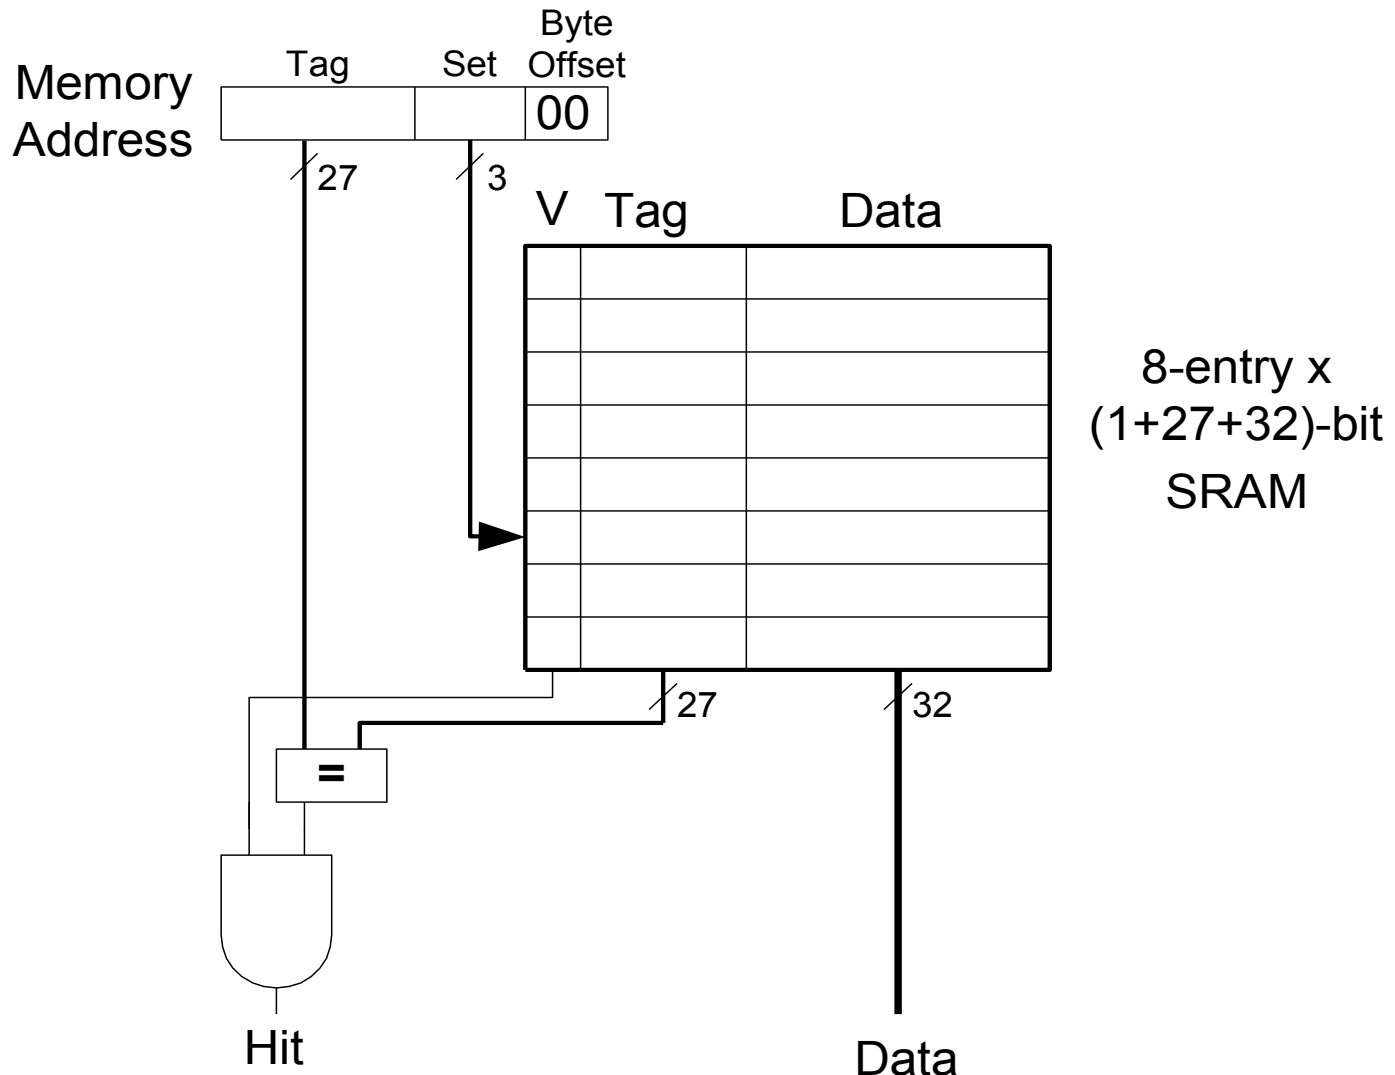 Byte
Tag Set Offset
Memory
Address
00
27 3
V Tag Data
8-entry x
(1+27+32)-bit
SRAM
27 32
=
Hit
Data